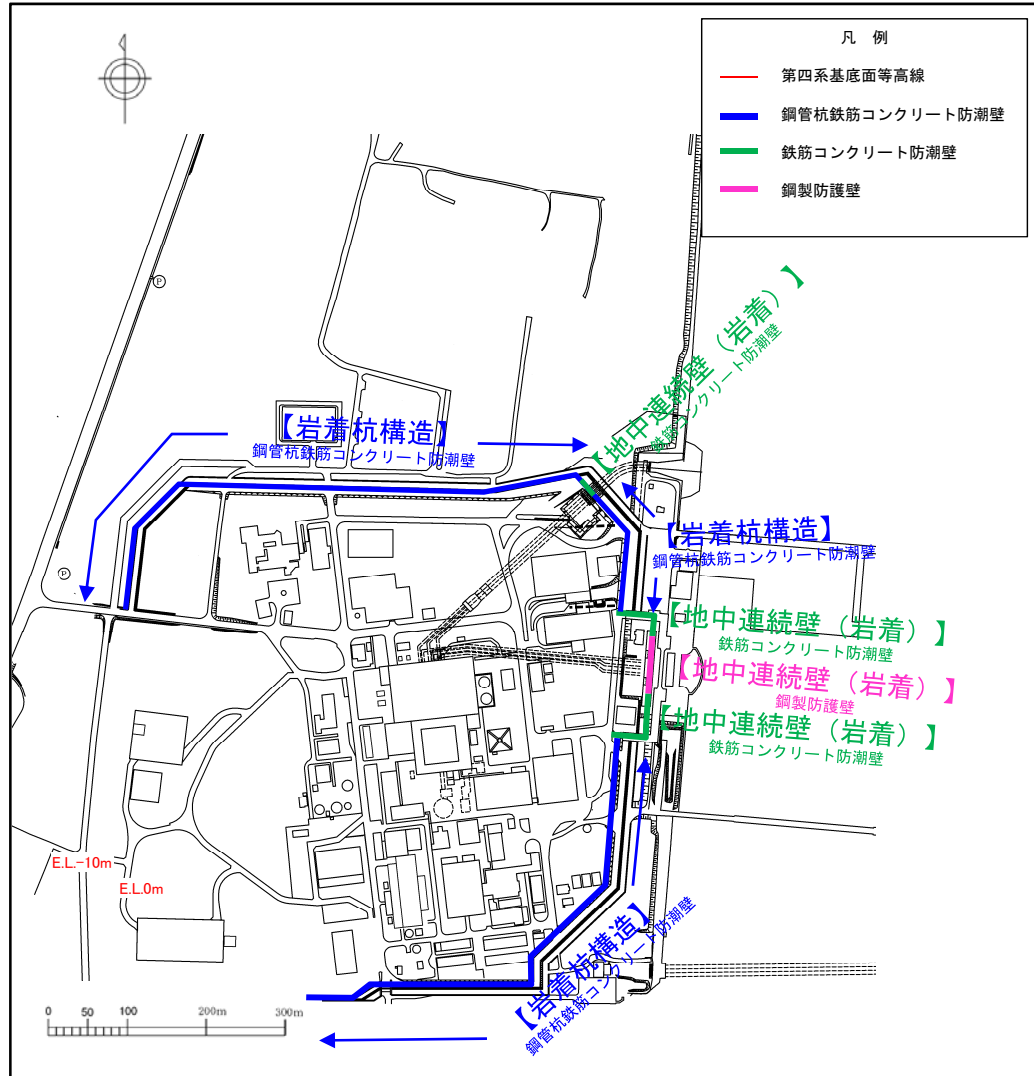 凡 例
第四系基底面等高線
鋼管杭鉄筋コンクリート防潮壁
鉄筋コンクリート防潮壁
鋼製防護壁
P
【地中連続壁（岩着）】
鉄筋コンクリート防潮壁
【岩着杭構造】
鋼管杭鉄筋コンクリート防潮壁
【岩着杭構造】
鋼管杭鉄筋コンクリート防潮壁
P
【地中連続壁（岩着）】
鉄筋コンクリート防潮壁
【地中連続壁（岩着）】
鋼製防護壁
【地中連続壁（岩着）】
鉄筋コンクリート防潮壁
E.L.-10m
E.L.0m
【岩着杭構造】
鋼管杭鉄筋コンクリート防潮壁
0 50 100 200m 300m